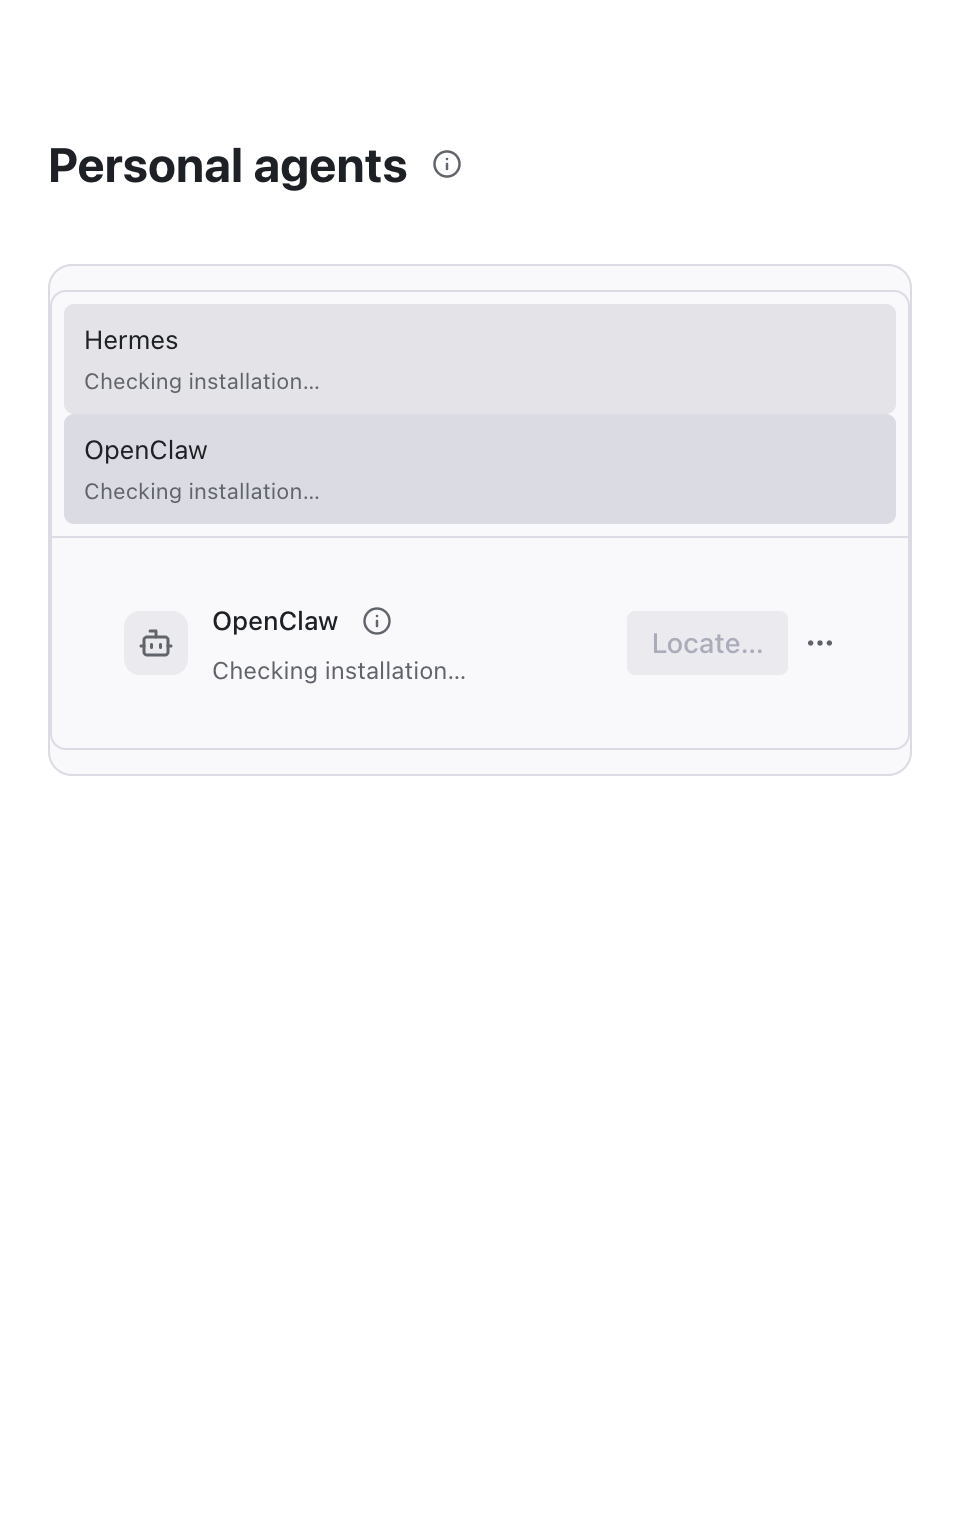 Personal agents
Hermes
Checking installation...
OpenClaw
Checking installation...
OpenClaw
Checking installation...
Locate...